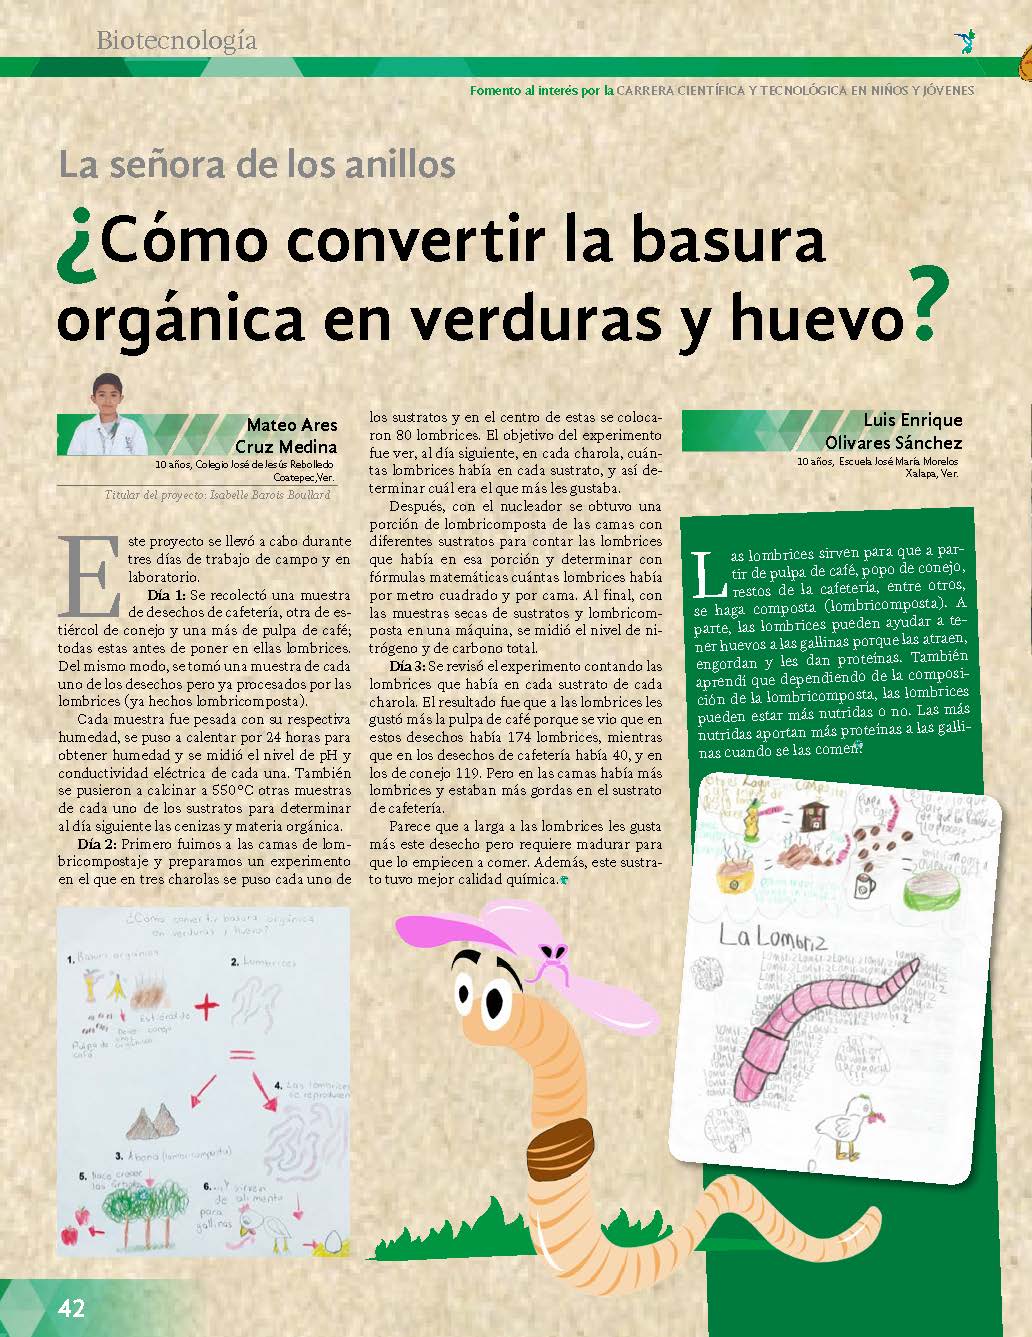 Biotecnología
Fomento al interés por la CARRERA CIENTÍFICA Y TECNOLÓGICA EN NIÑOS Y JÓVENES
La señora de los anillos
¿Cómo convertir la basura
orgánica en verduras y huevo?
Mateo Ares
Cruz Medina
10 años, Colegio José de Jesús Rebolledo
Coatepec,Ver.
Titular del proyecto: Isabelle Barois Boullard
Este proyecto se llevó a cabo durante
tres días de trabajo de campo y en
laboratorio.
Día 1: Se recolectó una muestra
de desechos de cafetería, otra de es-
tiércol de conejo y una más de pulpa de café;
todas estas antes de poner en ellas lombrices.
Del mismo modo, se tomó una muestra de cada
uno de los desechos pero ya procesados por las
lombrices (ya hechos lombricomposta).
Cada muestra fue pesada con su respectiva
humedad, se puso a calentar por 24 horas para
obtener humedad y se midió el nivel de pH y
conductividad eléctrica de cada una. También
se pusieron a calcinar a 550°C otras muestras
de cada uno de los sustratos para determinar
al día siguiente las cenizas y materia orgánica.
Día 2: Primero fuimos a las camas de lom-
bricompostaje y preparamos un experimento
en el que en tres charolas se puso cada uno de
los sustratos y en el centro de estas se coloca-
ron 80 lombrices. El objetivo del experimento
fue ver, al día siguiente, en cada charola, cuán-
tas lombrices había en cada sustrato, y así de-
terminar cuál era el que más les gustaba.
Después, con el nucleador se obtuvo una
porción de lombricomposta de las camas con
diferentes sustratos para contar las lombrices
que había en esa porción y determinar con
fórmulas matemáticas cuántas lombrices había
por metro cuadrado y por cama. Al final, con
las muestras secas de sustratos y lombricom-
posta en una máquina, se midió el nivel de ni-
trógeno y de carbono total.
Día 3: Se revisó el experimento contando las
lombrices que había en cada sustrato de cada
charola. El resultado fue que a las lombrices les
gustó más la pulpa de café porque se vio que en
estos desechos había 174 lombrices, mientras
que en los desechos de cafetería había 40, y en
los de conejo 119. Pero en las camas había más
lombrices y estaban más gordas en el sustrato
de cafetería.
Parece que a larga a las lombrices les gusta
más este desecho pero requiere madurar para
que lo empiecen a comer. Además, este sustra-
to tuvo mejor calidad química.
Luis Enrique
Olivares Sánchez
10 años, Escuela José María Morelos
Xalapa, Ver.
Las lombrices sirven para que a par-
tir de pulpa de café, popo de conejo,
restos de la cafetería, entre otros,
se haga composta (lombricomposta). A
parte, las lombrices pueden ayudar a te-
ner huevos a las gallinas porque las atraen,
engordan y les dan proteínas. También
aprendí que dependiendo de la composi-
ción de la lombricomposta, las lombrices
pueden estar más nutridas o no. Las más
nutridas aportan más proteínas a las galli-
nas cuando se las comen.
¿Cómo convertir basura orgánica
en verduras y huevo?
1. Basura orgánica
2. Lombrices
Estiércol de
conejo
Pulpa de
café
4. Las lombrices
se reproducen
3. Abono (lombricomposta)
5. hace crecer
los árboles
6. ...Y sirven
de alimento
para
gallinas
La Lombriz
42